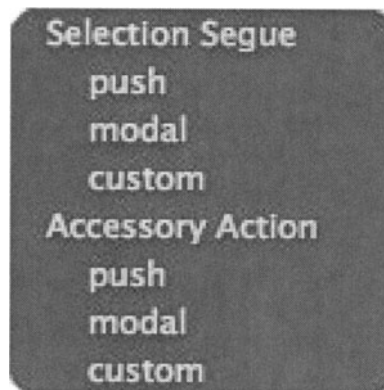 Selection Segue
push
modal
custom
Accessory Action
push
modal
custom